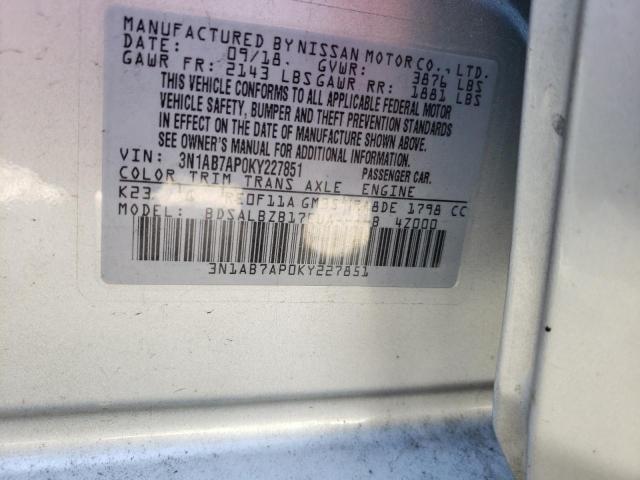 MANUFACTURED BY NISSAN MOTOR CO., LTD.
DATE: 09/18. GVWR: 3876 LBS
GAWR FR: 2143 LBS GAWR RR: 1881 LBS
THIS VEHICLE CONFORMS TO ALL APPLICABLE FEDERAL MOTOR
VEHICLE SAFETY, BUMPER AND THEFT PREVENTION STANDARDS
IN EFFECT ON THE DATE OF MANUFACTURE SHOWN ABOVE.
SEE OWNER'S MANUAL FOR ADDITIONAL INFORMATION.
VIN: 3N1AB7AP0KY227851 PASSENGER CAR.
COLOR TRIM TRANS AXLE ENGINE
K23 1798 CC
MODEL: 4Z000
3N1AB7AP0KY227851